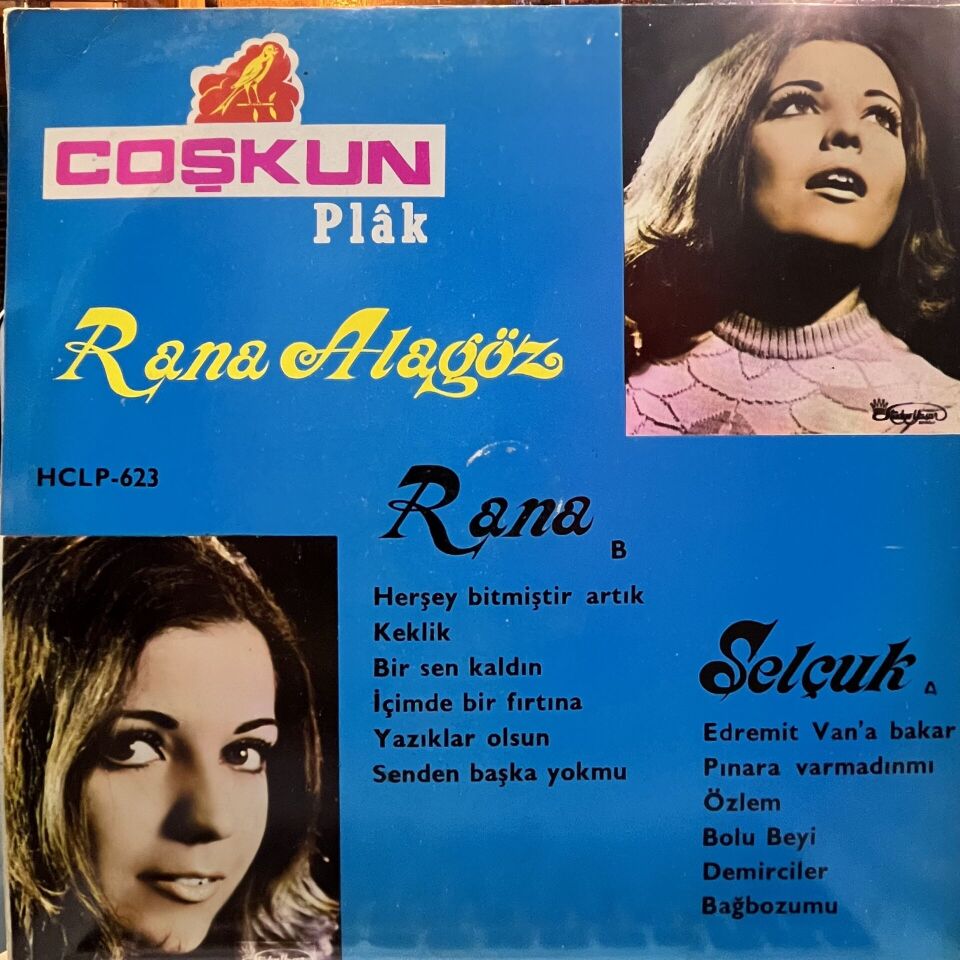 COŞKUN
Plâk
Rana Alagöz
HCLP-623
Rana B
Herşey bitmiştir artık
Keklik
Bir sen kaldın
İçimde bir fırtına
Yazıklar olsun
Senden başka yokmu
Selçuk A
Edremit Van'a bakar
Pınara varmadınmı
Özlem
Bolu Beyi
Demirciler
Bağbozumu